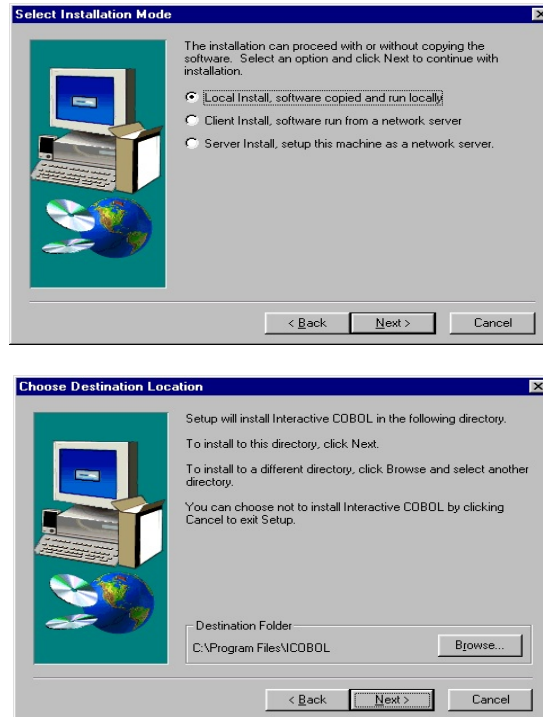 Select Installation Mode
The installation can proceed with or without copying the
software. Select an option and click Next to continue with
installation.
Local Install, software copied and run locally
Client Install, software run from a network server
Server Install, setup this machine as a network server.
< Back
Next >
Cancel
Choose Destination Location
Setup will install Interactive COBOL in the following directory.
To install to this directory, click Next.
To install to a different directory, click Browse and select another
directory.
You can choose not to install Interactive COBOL by clicking
Cancel to exit Setup.
Destination Folder
C:\Program Files\ICOBOL
Browse...
< Back
Next >
Cancel